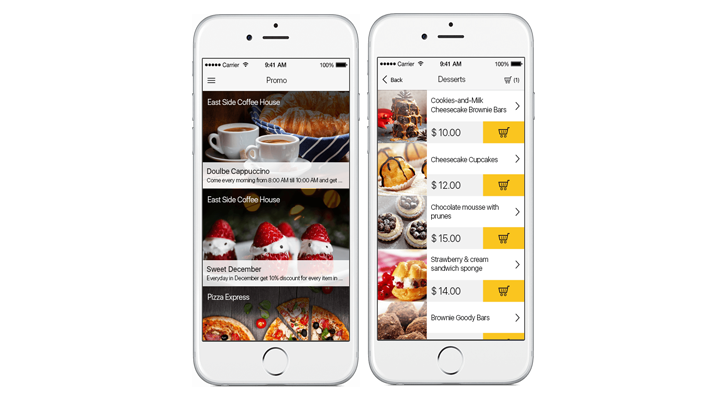 Carrier 9:41 AM 100%
Promo
East Side Coffee House
Doulbe Cappuccino
Come every morning from 8:00 AM till 10:00 AM and get ...
East Side Coffee House
Sweet December
Everyday in December get 10% discount for every item in ...
Pizza Express
Carrier 9:41 AM 100%
Back Desserts (1)
Cookies-and-Milk
Cheesecake Brownie Bars
$ 10.00
Cheesecake Cupcakes
$ 12.00
Chocolate mousse with
prunes
$ 15.00
Strawberry & cream
sandwich sponge
$ 14.00
Brownie Goody Bars